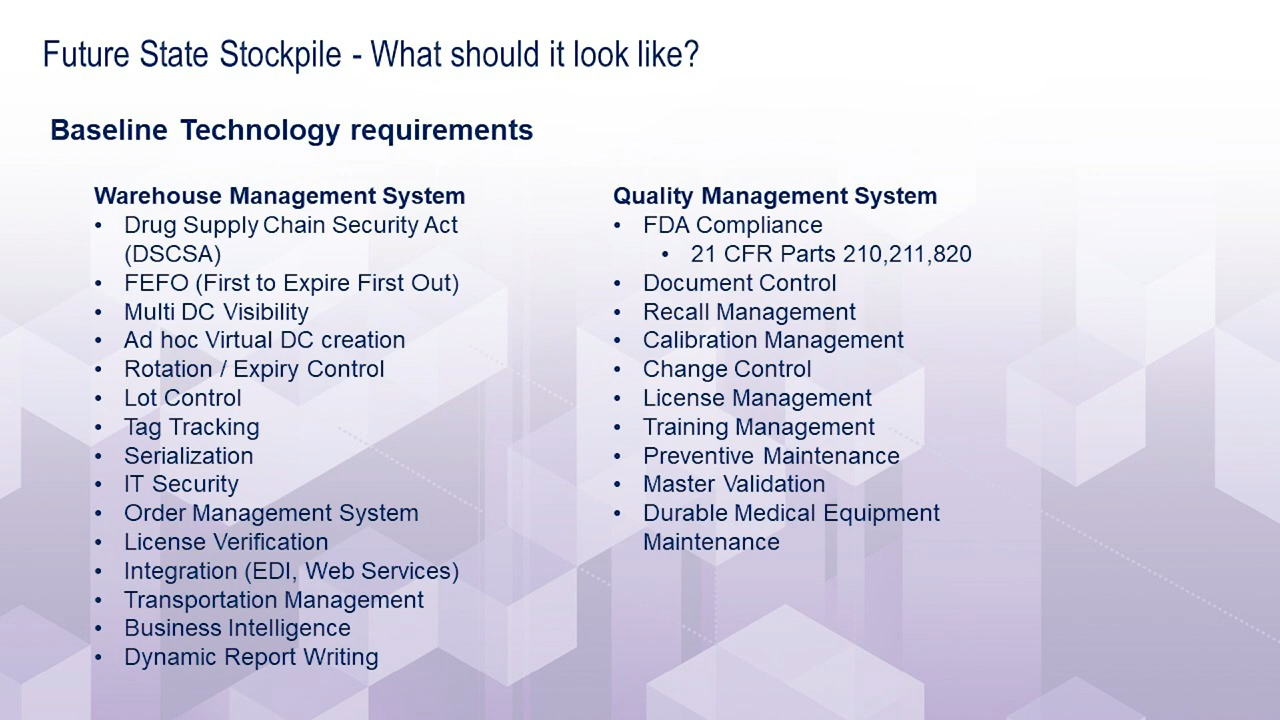 Future State Stockpile - What should it look like?
Baseline Technology requirements
Warehouse Management System
• Drug Supply Chain Security Act
(DSCSA)
• FEFO (First to Expire First Out)
• Multi DC Visibility
• Ad hoc Virtual DC creation
• Rotation / Expiry Control
• Lot Control
• Tag Tracking
• Serialization
• IT Security
• Order Management System
• License Verification
• Integration (EDI, Web Services)
• Transportation Management
• Business Intelligence
• Dynamic Report Writing
Quality Management System
• FDA Compliance
• 21 CFR Parts 210,211,820
• Document Control
• Recall Management
• Calibration Management
• Change Control
• License Management
• Training Management
• Preventive Maintenance
• Master Validation
• Durable Medical Equipment
Maintenance